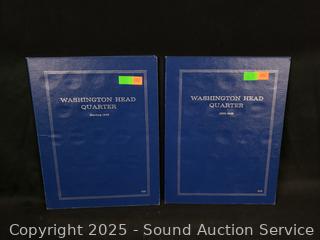 WASHINGTON HEAD
QUARTER
WASHINGTON HEAD
QUARTER
Copyright © 2025 - Sound Auction Service